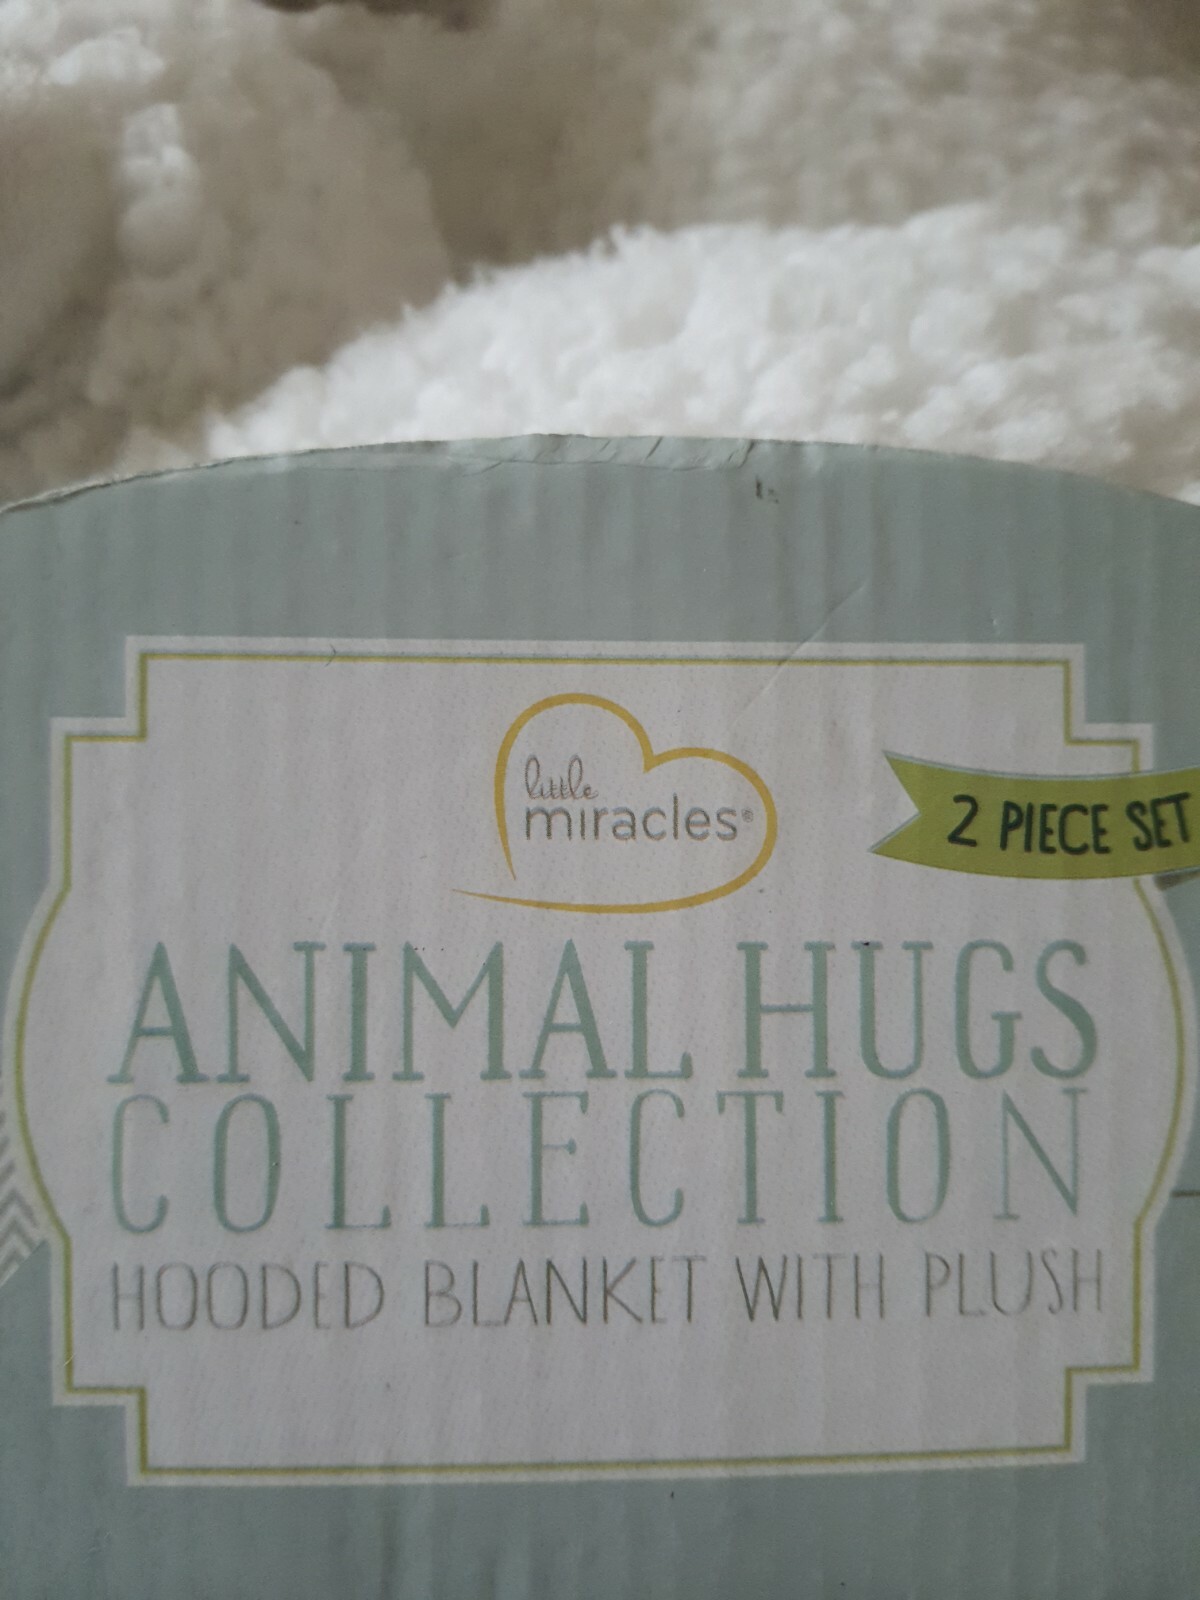 little
miracles®
2 PIECE SET
ANIMAL HUGS
COLLECTION
HOODED BLANKET WITH PLUSH